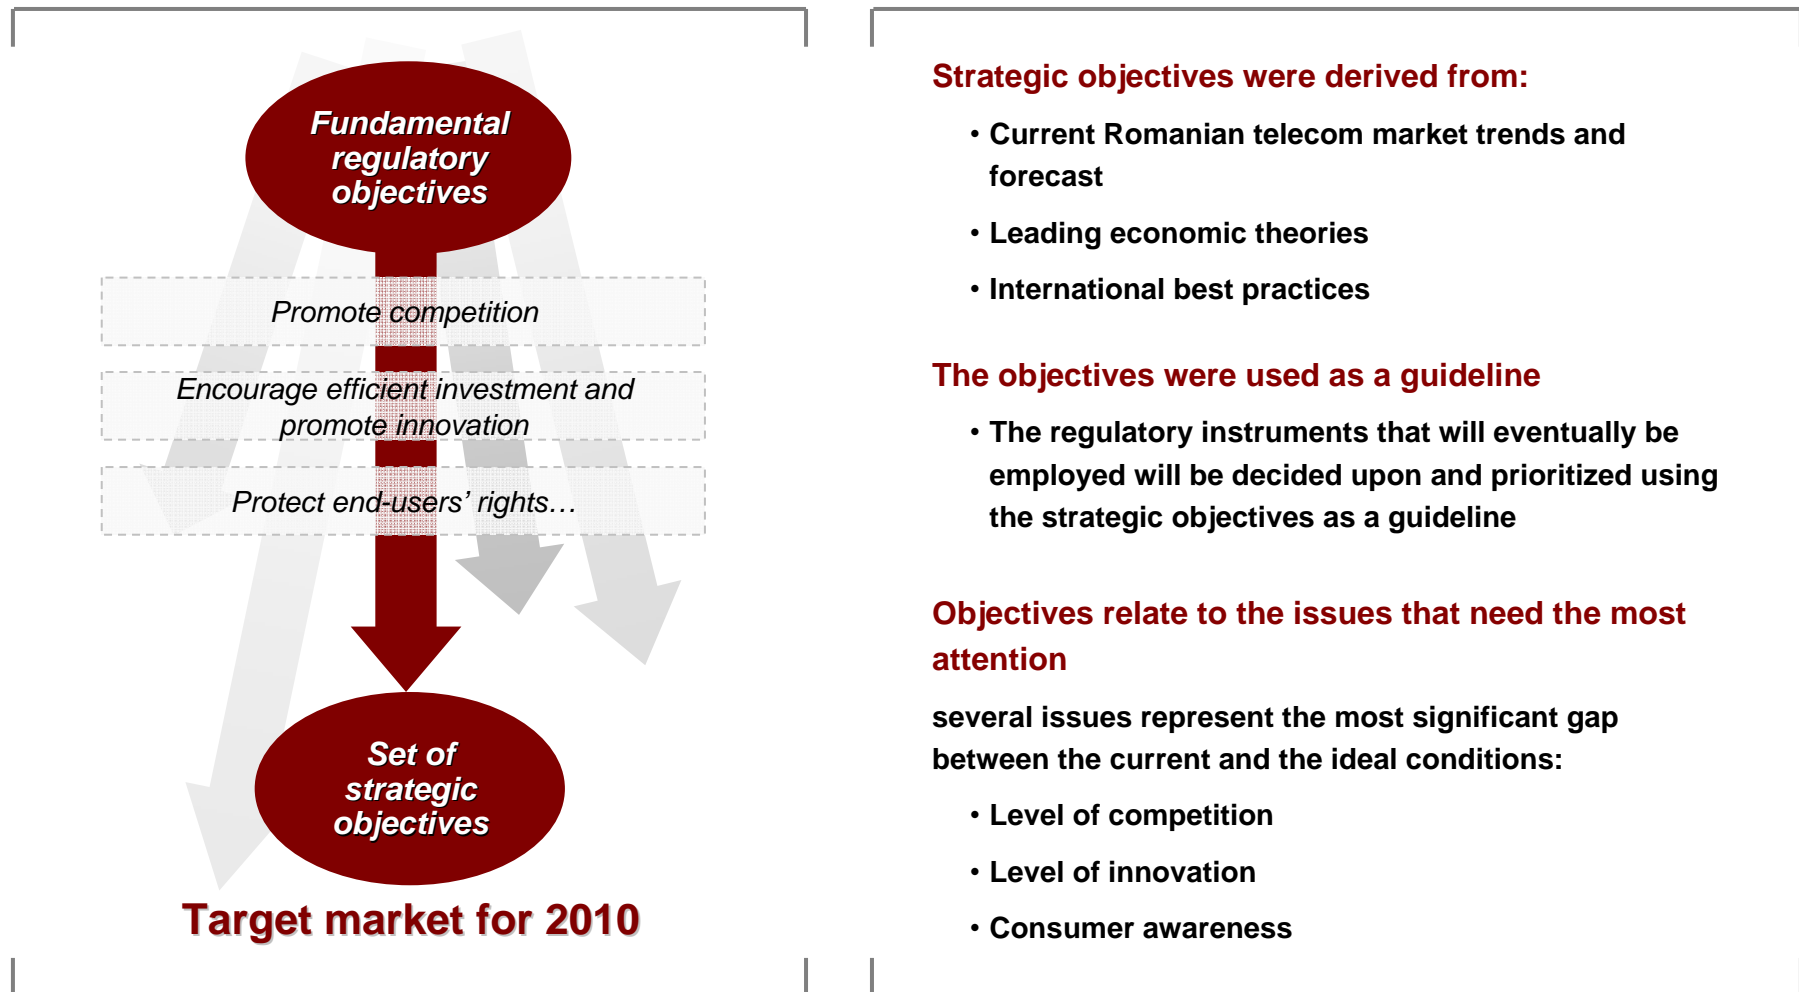 Fundamental
regulatory
objectives
Promote competition
Encourage efficient investment and
promote innovation
Protect end-users’ rights…
Set of
strategic
objectives
Target market for 2010
Strategic objectives were derived from:
• Current Romanian telecom market trends and
forecast
• Leading economic theories
• International best practices
The objectives were used as a guideline
• The regulatory instruments that will eventually be
employed will be decided upon and prioritized using
the strategic objectives as a guideline
Objectives relate to the issues that need the most
attention
several issues represent the most significant gap
between the current and the ideal conditions:
• Level of competition
• Level of innovation
• Consumer awareness